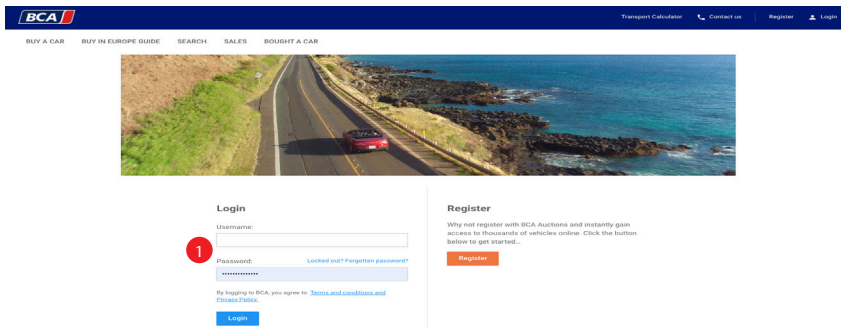 BCA
Transport Calculator Contact us Register Login
BUY A CAR BUY IN EUROPE GUIDE SEARCH SALES BOUGHT A CAR
Login
Username:
1
Password: Locked out? Forgotten password?
••••••••••••••
By logging to BCA, you agree to Terms and conditions and
Privacy Policy.
Login
Register
Why not register with BCA Auctions and instantly gain
access to thousands of vehicles online. Click the button
below to get started...
Register